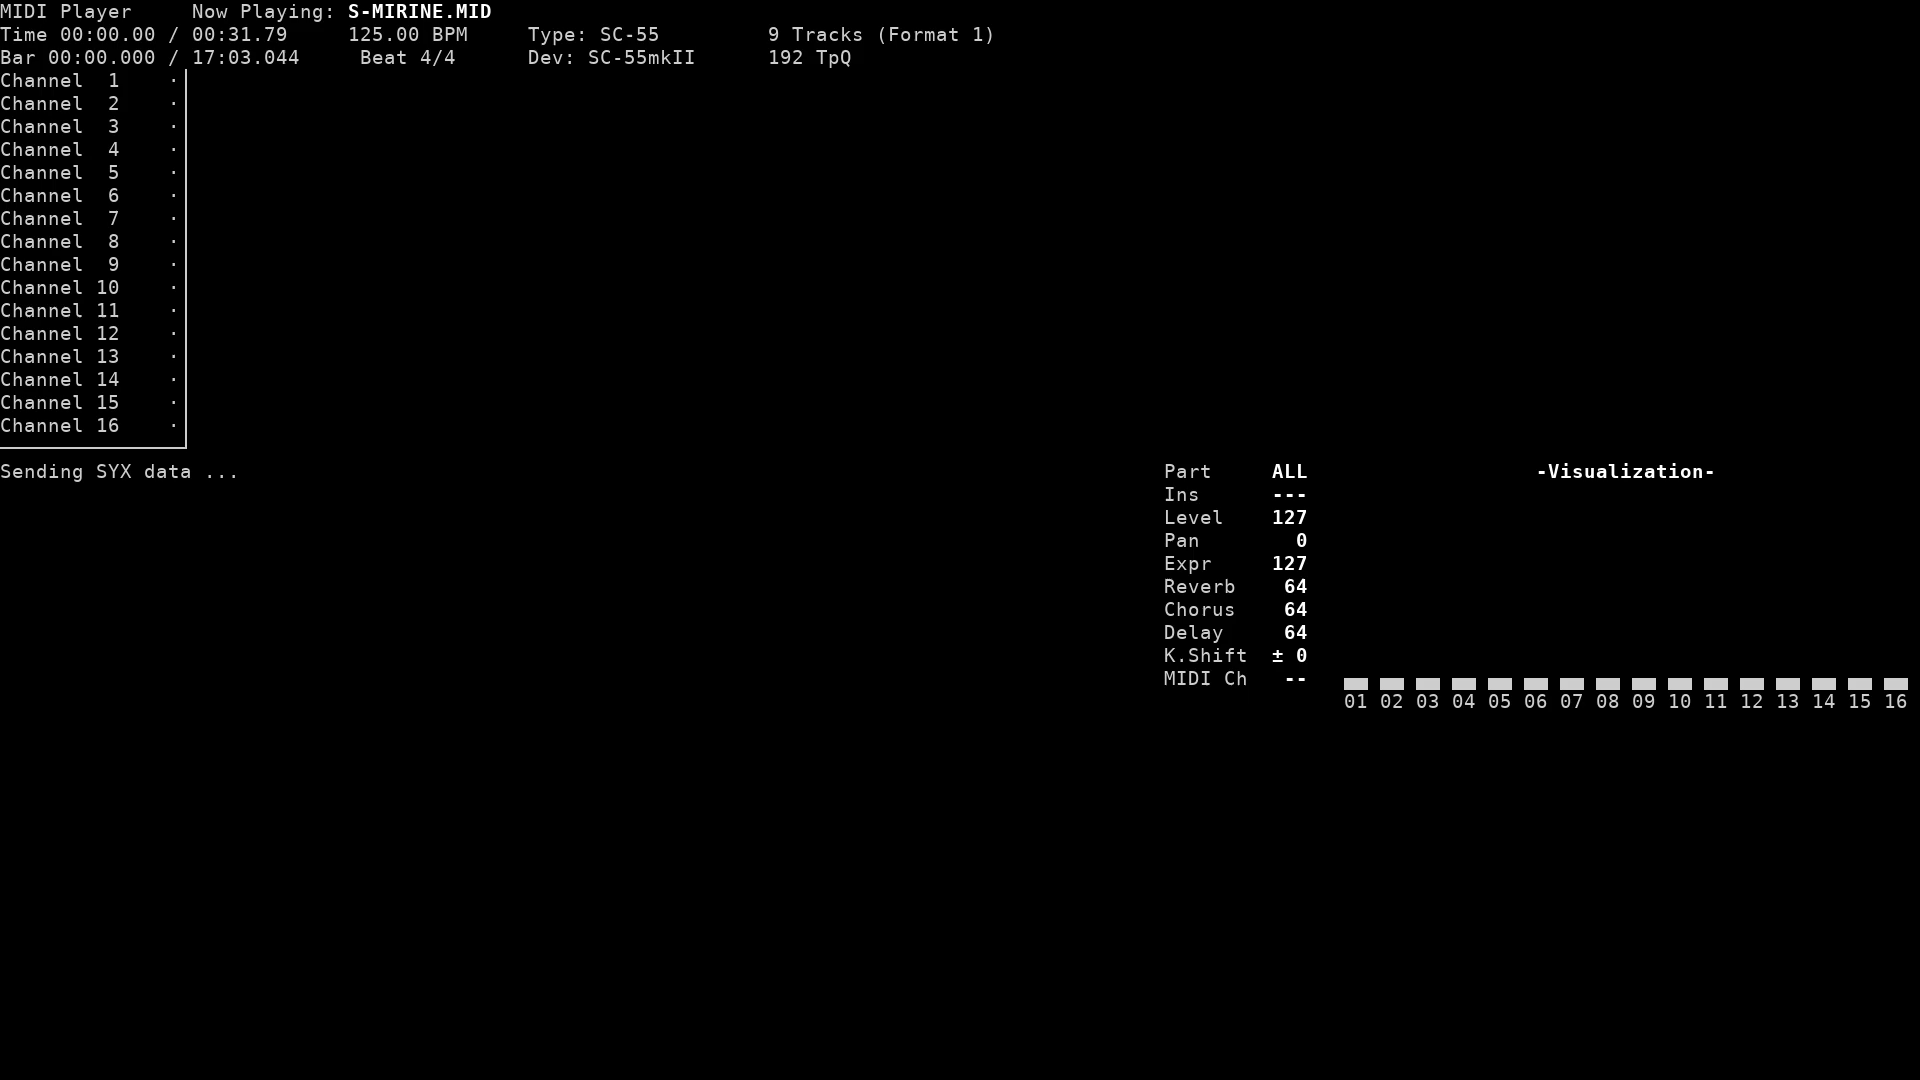 MIDI Player     Now Playing: S-MIRINE.MID
Time 00:00.00 / 00:31.79     125.00 BPM     Type: SC-55         9 Tracks (Format 1)
Bar 00:00.000 / 17:03.044     Beat 4/4      Dev: SC-55mkII      192 TpQ
Channel  1    ·
Channel  2    ·
Channel  3    ·
Channel  4    ·
Channel  5    ·
Channel  6    ·
Channel  7    ·
Channel  8    ·
Channel  9    ·
Channel 10    ·
Channel 11    ·
Channel 12    ·
Channel 13    ·
Channel 14    ·
Channel 15    ·
Channel 16    ·
Sending SYX data ...
Part     ALL
Ins      ---
Level    127
Pan        0
Expr     127
Reverb    64
Chorus    64
Delay     64
K.Shift  ± 0
MIDI Ch   --
-Visualization-
01 02 03 04 05 06 07 08 09 10 11 12 13 14 15 16